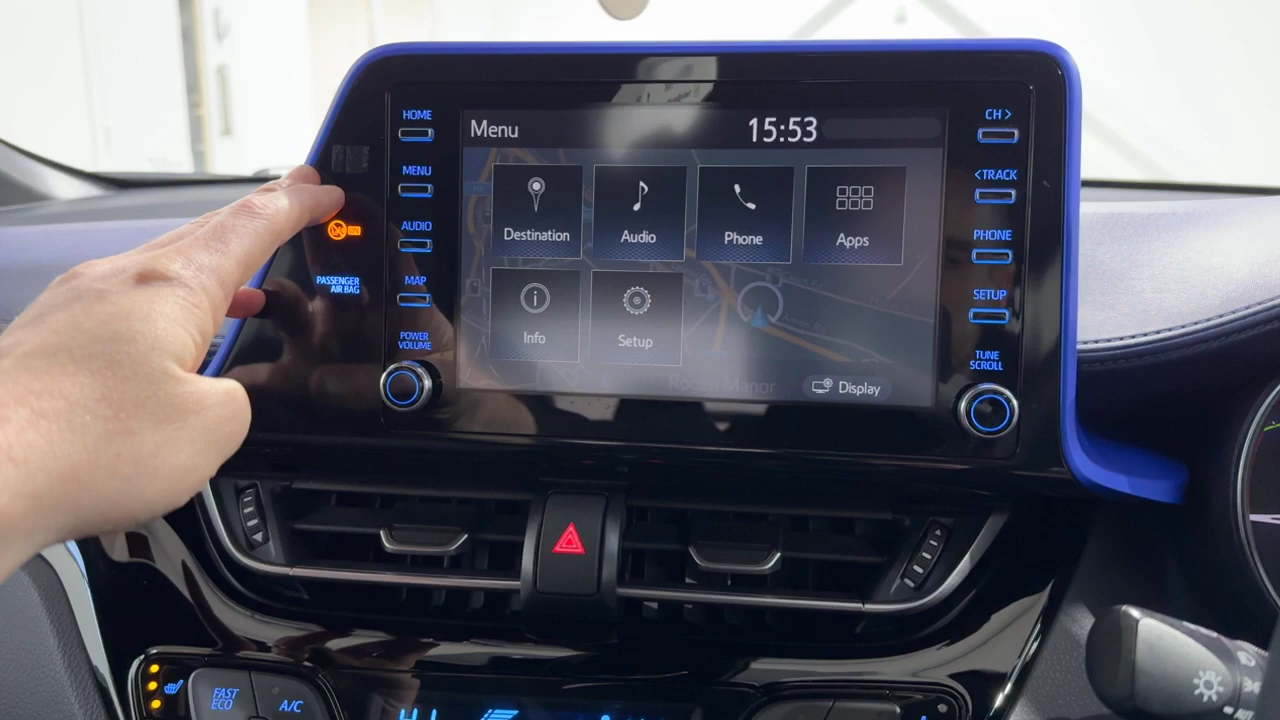 HOME
MENU
AUDIO
MAP
POWER
VOLUME
PASSENGER
AIR BAG
ON
Menu
15:53
Destination
Audio
Phone
Apps
Info
Setup
Display
CH >
< TRACK
PHONE
SETUP
TUNE
SCROLL
FAST
ECO
A/C